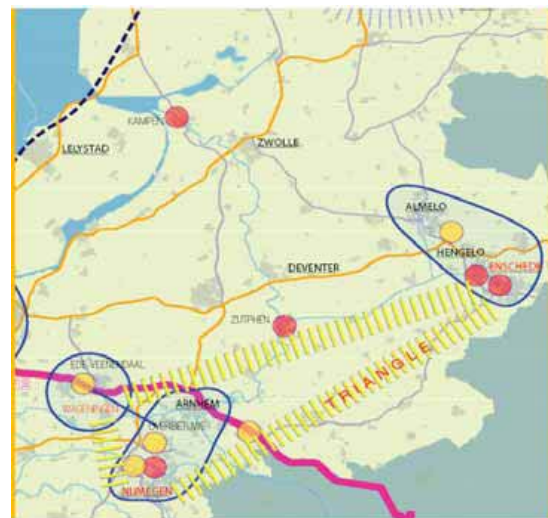 KAMPEN
LELYSTAD
ZWOLLE
ALMELO
HENGELO
ENSCHEDE
DEVENTER
ZUTPHEN
TRIANGLE
EDE-VEENENDAAL
WAGENINGEN
ARNHEM
OVERBETUWE
NIJMEGEN